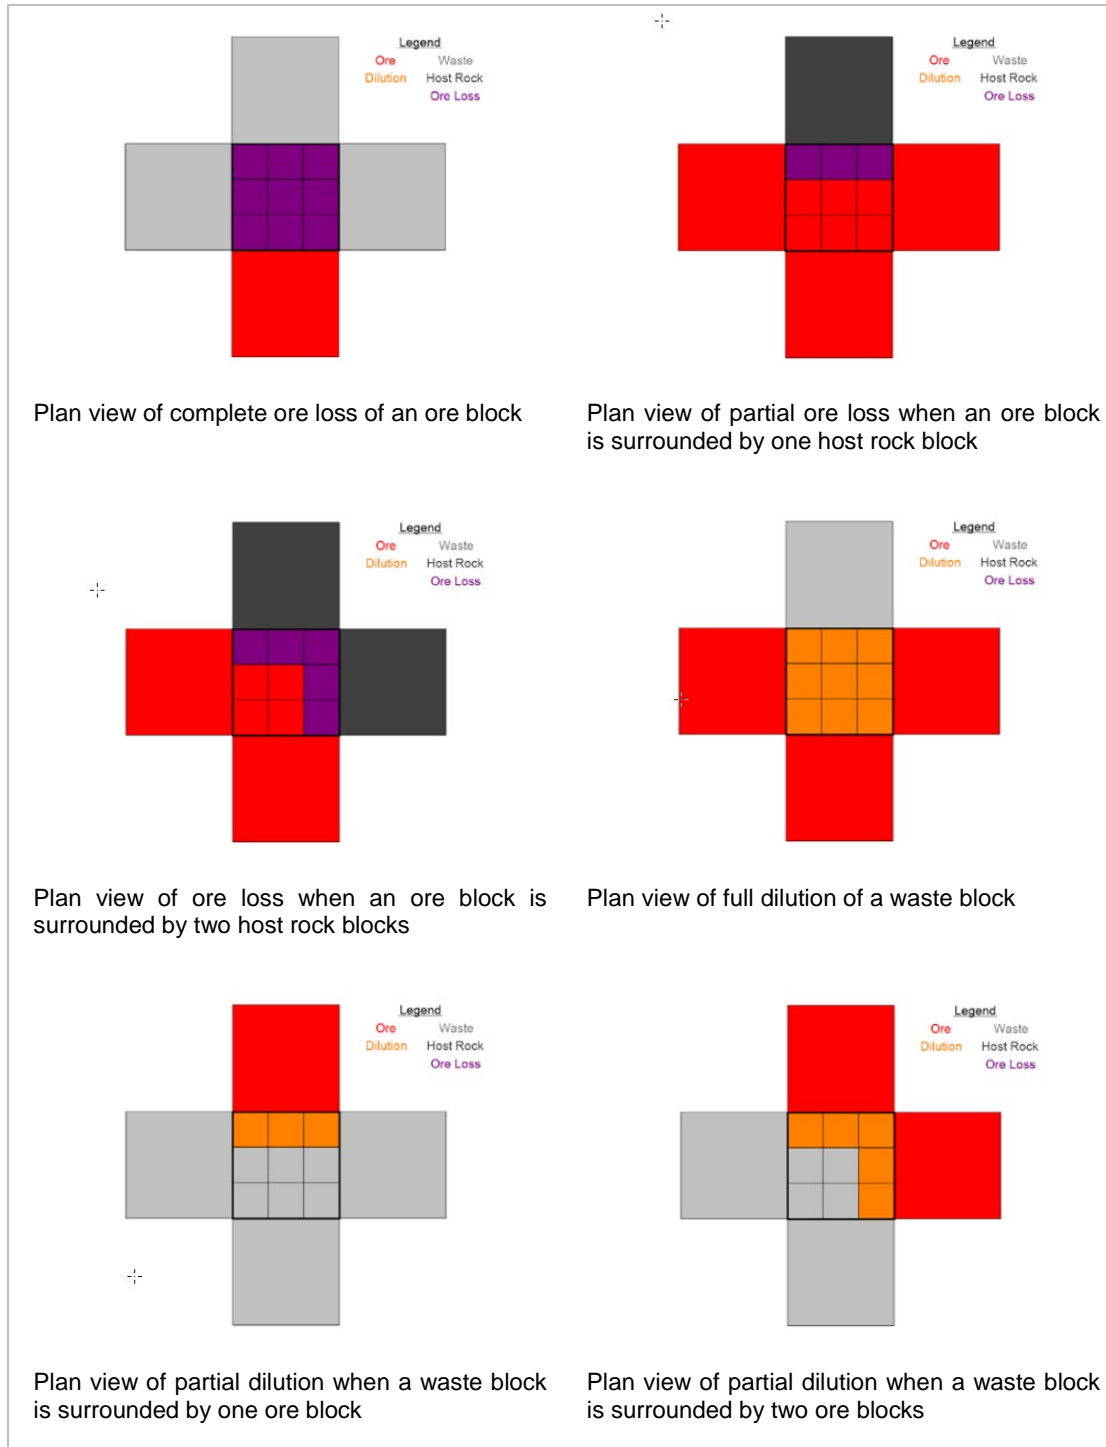 Legend
Ore Waste
Dilution Host Rock
Ore Loss
Plan view of complete ore loss of an ore block
Legend
Ore Waste
Dilution Host Rock
Ore Loss
Plan view of partial ore loss when an ore block
is surrounded by one host rock block
Legend
Ore Waste
Dilution Host Rock
Ore Loss
Plan view of ore loss when an ore block is
surrounded by two host rock blocks
Legend
Ore Waste
Dilution Host Rock
Ore Loss
Plan view of full dilution of a waste block
Legend
Ore Waste
Dilution Host Rock
Ore Loss
Plan view of partial dilution when a waste block
is surrounded by one ore block
Legend
Ore Waste
Dilution Host Rock
Ore Loss
Plan view of partial dilution when a waste block
is surrounded by two ore blocks